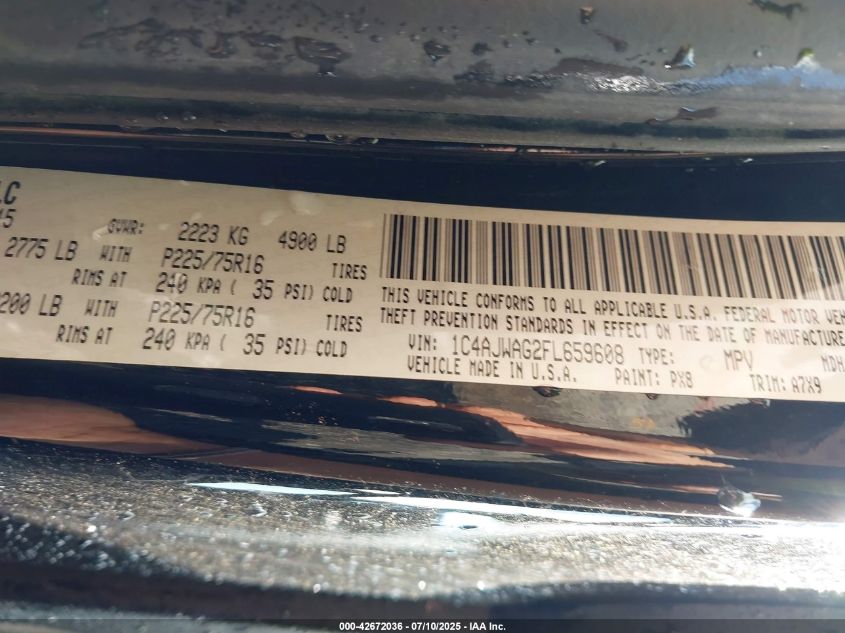 LC
15
GVWR: 2223 KG 4900 LB
2775 LB WITH P225/75R16 TIRES
RIMS AT 240 KPA ( 35 PSI) COLD
200 LB WITH P225/75R16 TIRES
RIMS AT 240 KPA ( 35 PSI) COLD
THIS VEHICLE CONFORMS TO ALL APPLICABLE U.S.A. FEDERAL MOTOR VEH
THEFT PREVENTION STANDARDS IN EFFECT ON THE DATE OF MANUFACTURE
VIN: 1C4AJWAG2FL659608 TYPE: MPV MDH
VEHICLE MADE IN U.S.A. PAINT: PX8 TRIM: A7X9
000-42672036 - 07/10/2025 - IAA Inc.